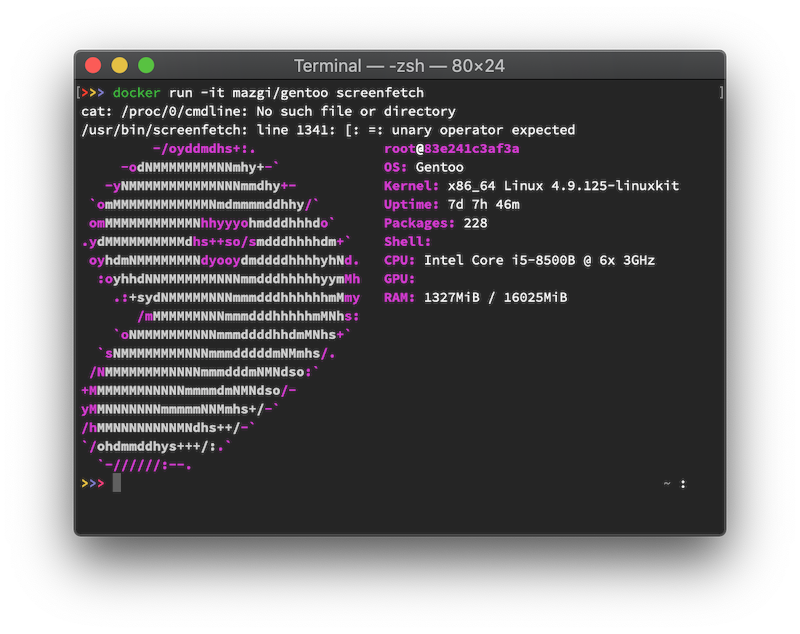 Terminal — -zsh — 80×24
[>>> docker run -it mazgi/gentoo screenfetch ]
cat: /proc/0/cmdline: No such file or directory
/usr/bin/screenfetch: line 1341: [: =: unary operator expected
         -/oyddmdhs+:.                root@83e241c3af3a
     -odNMMMMMMMMNNmhy+-`             OS: Gentoo
   -yNMMMMMMMMMMMNNNmmdhy+-           Kernel: x86_64 Linux 4.9.125-linuxkit
 `omMMMMMMMMMMMMNmdmmmmddhhy/`        Uptime: 7d 7h 46m
 omMMMMMMMMMMMNhhyyyohmdddhhhdo`      Packages: 228
.ydMMMMMMMMMMdhs++so/smdddhhhhdm+`    Shell:
 oyhdmNMMMMMMMNdyooydmddddhhhhyhNd.   CPU: Intel Core i5-8500B @ 6x 3GHz
  :oyhhdNNMMMMMMMNNNmmdddhhhhhyymMh   GPU:
    .:+sydNMMMMMNNNmmmdddhhhhhhmMmy   RAM: 1327MiB / 16025MiB
       /mMMMMMMNNNmmmdddhhhhhmMNhs:
    `oNMMMMMMMNNNmmmddddhhdmMNhs+`
  `sNMMMMMMMMNNNmmmdddddmNMmhs/.
 /NMMMMMMMMNNNNmmmdddmNMNdso:`
+MMMMMMMNNNNNmmmmdmNMNdso/-
yMMNNNNNNNmmmmmNNMmhs+/-`
/hMMNNNNNNNNMNdhs++/-`
`/ohdmmddhys+++/:.`
  `-//////:--.
>>> ~ :